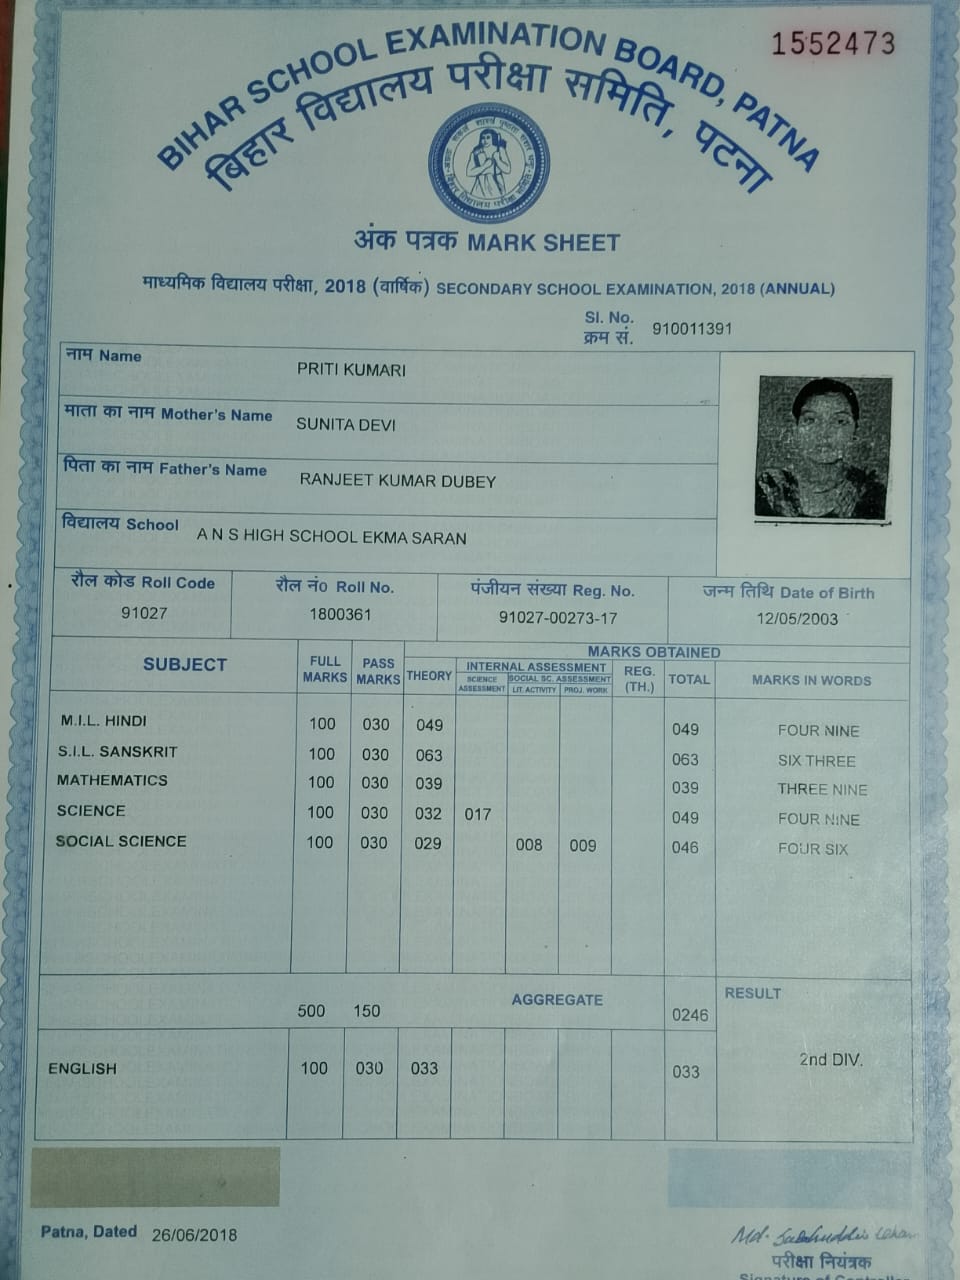 1552473
BIHAR SCHOOL EXAMINATION BOARD, PATNA
बिहार विद्यालय परीक्षा समिति, पटना
अंक पत्रक MARK SHEET
माध्यमिक विद्यालय परीक्षा, 2018 (वार्षिक) SECONDARY SCHOOL EXAMINATION, 2018 (ANNUAL)
Sl. No.
क्रम सं. 910011391
नाम Name PRITI KUMARI
माता का नाम Mother's Name SUNITA DEVI
पिता का नाम Father's Name RANJEET KUMAR DUBEY
विद्यालय School A N S HIGH SCHOOL EKMA SARAN
रौल कोड Roll Code रौल नं० Roll No. पंजीयन संख्या Reg. No. जन्म तिथि Date of Birth
91027 1800361 91027-00273-17 12/05/2003
MARKS OBTAINED
SUBJECT FULL MARKS PASS MARKS THEORY INTERNAL ASSESSMENT REG. (TH.) TOTAL MARKS IN WORDS
SCIENCE ASSESSMENT SOCIAL SC. ASSESSMENT
LIT. ACTIVITY PROJ. WORK
M.I.L. HINDI 100 030 049 049 FOUR NINE
S.I.L. SANSKRIT 100 030 063 063 SIX THREE
MATHEMATICS 100 030 039 039 THREE NINE
SCIENCE 100 030 032 017 049 FOUR NINE
SOCIAL SCIENCE 100 030 029 008 009 046 FOUR SIX
500 150 AGGREGATE 0246 RESULT
2nd DIV.
ENGLISH 100 030 033 033
Patna, Dated 26/06/2018
परीक्षा नियंत्रक
Signature of Controller